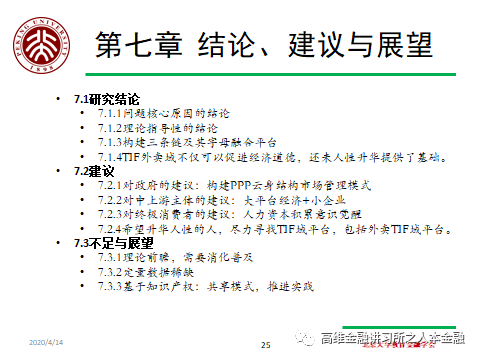 PEKING UNIVERSITY
1898
第七章 结论、建议与展望
• 7.1研究结论
• 7.1.1问题核心原因的结论
• 7.1.2理论指导性的结论
• 7.1.3构建三条链及其字母融合平台
• 7.1.4TIF外卖域不仅可以促进经济道德，还未人性升华提供了基础。
• 7.2建议
• 7.2.1对政府的建议：构建PPP云身结构市场管理模式
• 7.2.2对中上游主体的建议：大平台经济+小企业
• 7.2.3对终极消费者的建议：人力资本积累意识觉醒
• 7.2.4希望升华人性的人，尽力寻找TIF域平台，包括外卖TIF域平台。
• 7.3不足与展望
• 7.3.1理论前瞻，需要消化普及
• 7.3.2定量数据稀缺
• 7.3.3基于知识产权：共享模式，推进实践
高维金融讲习所之人本金融
2020/4/14
25